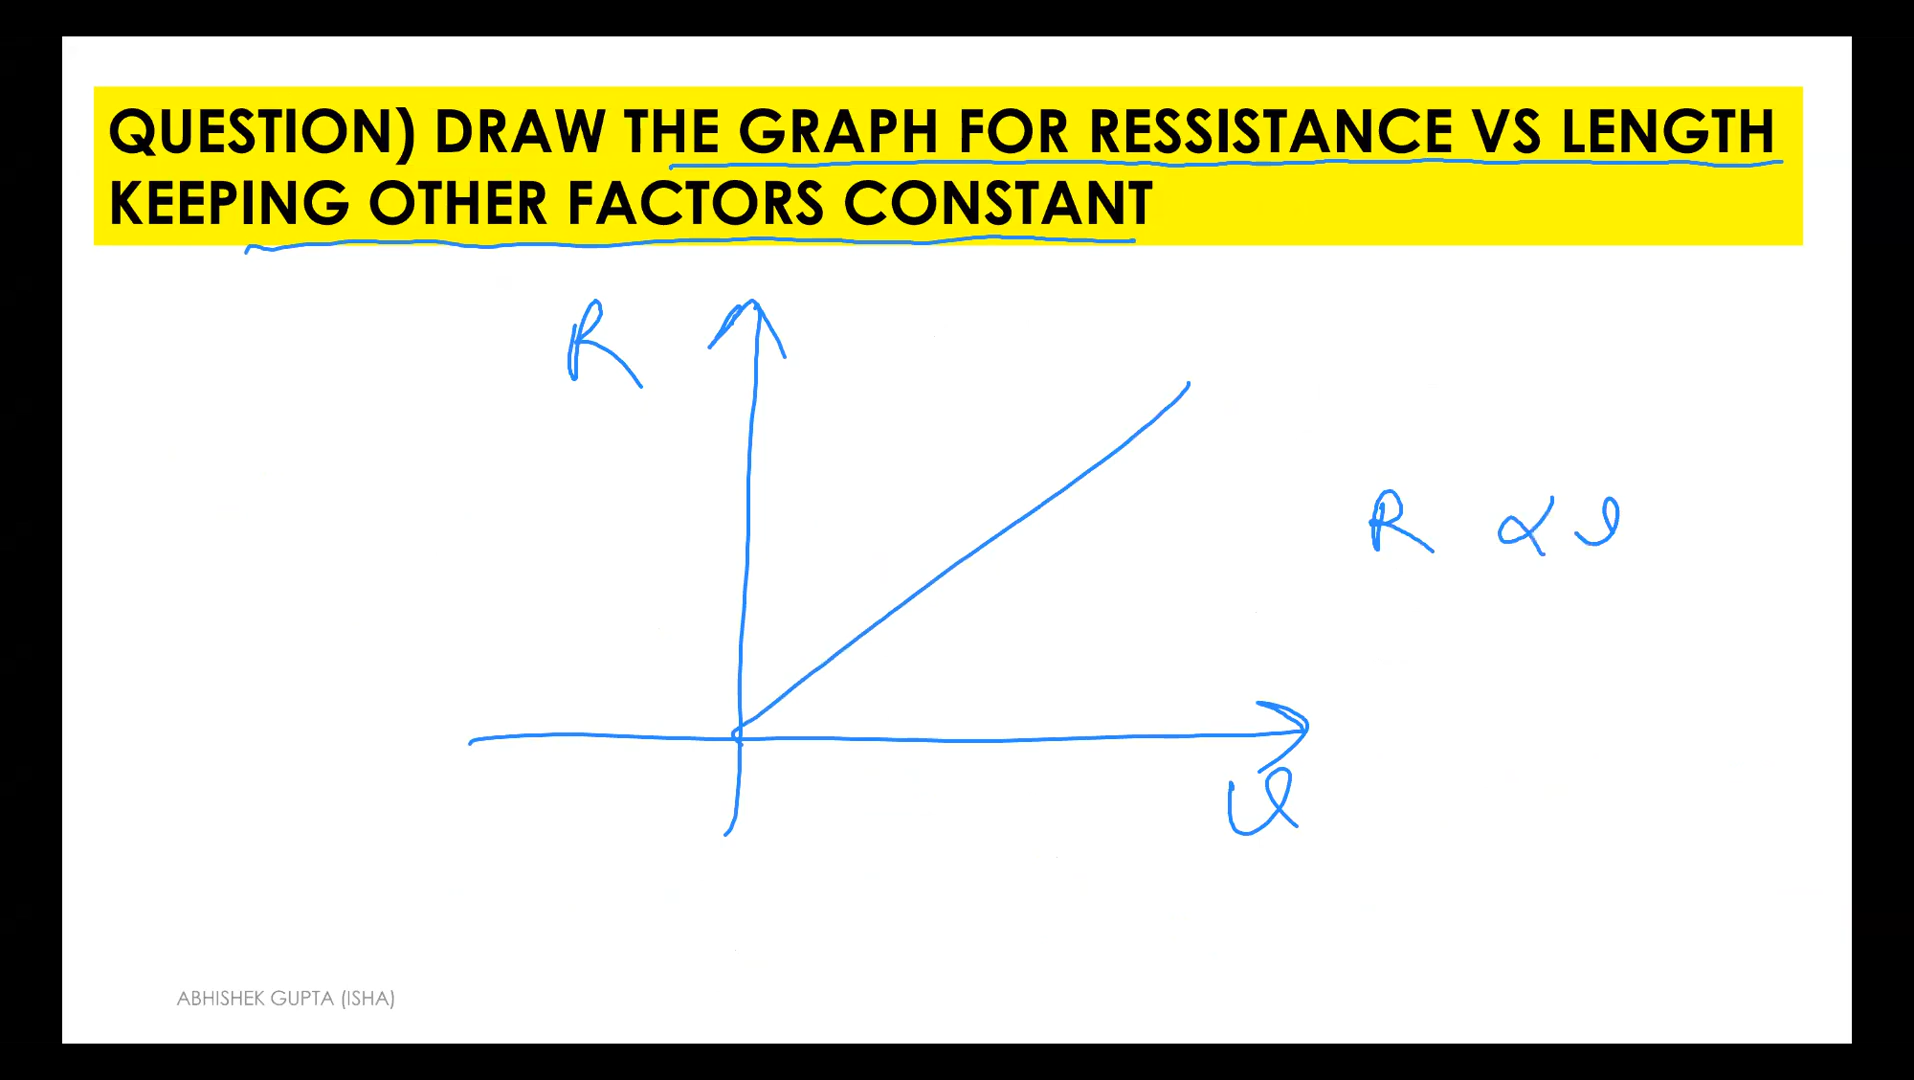 QUESTION) DRAW THE GRAPH FOR RESSISTANCE VS LENGTH
KEEPING OTHER FACTORS CONSTANT
R
R ∝ l
l
ABHISHEK GUPTA (ISHA)